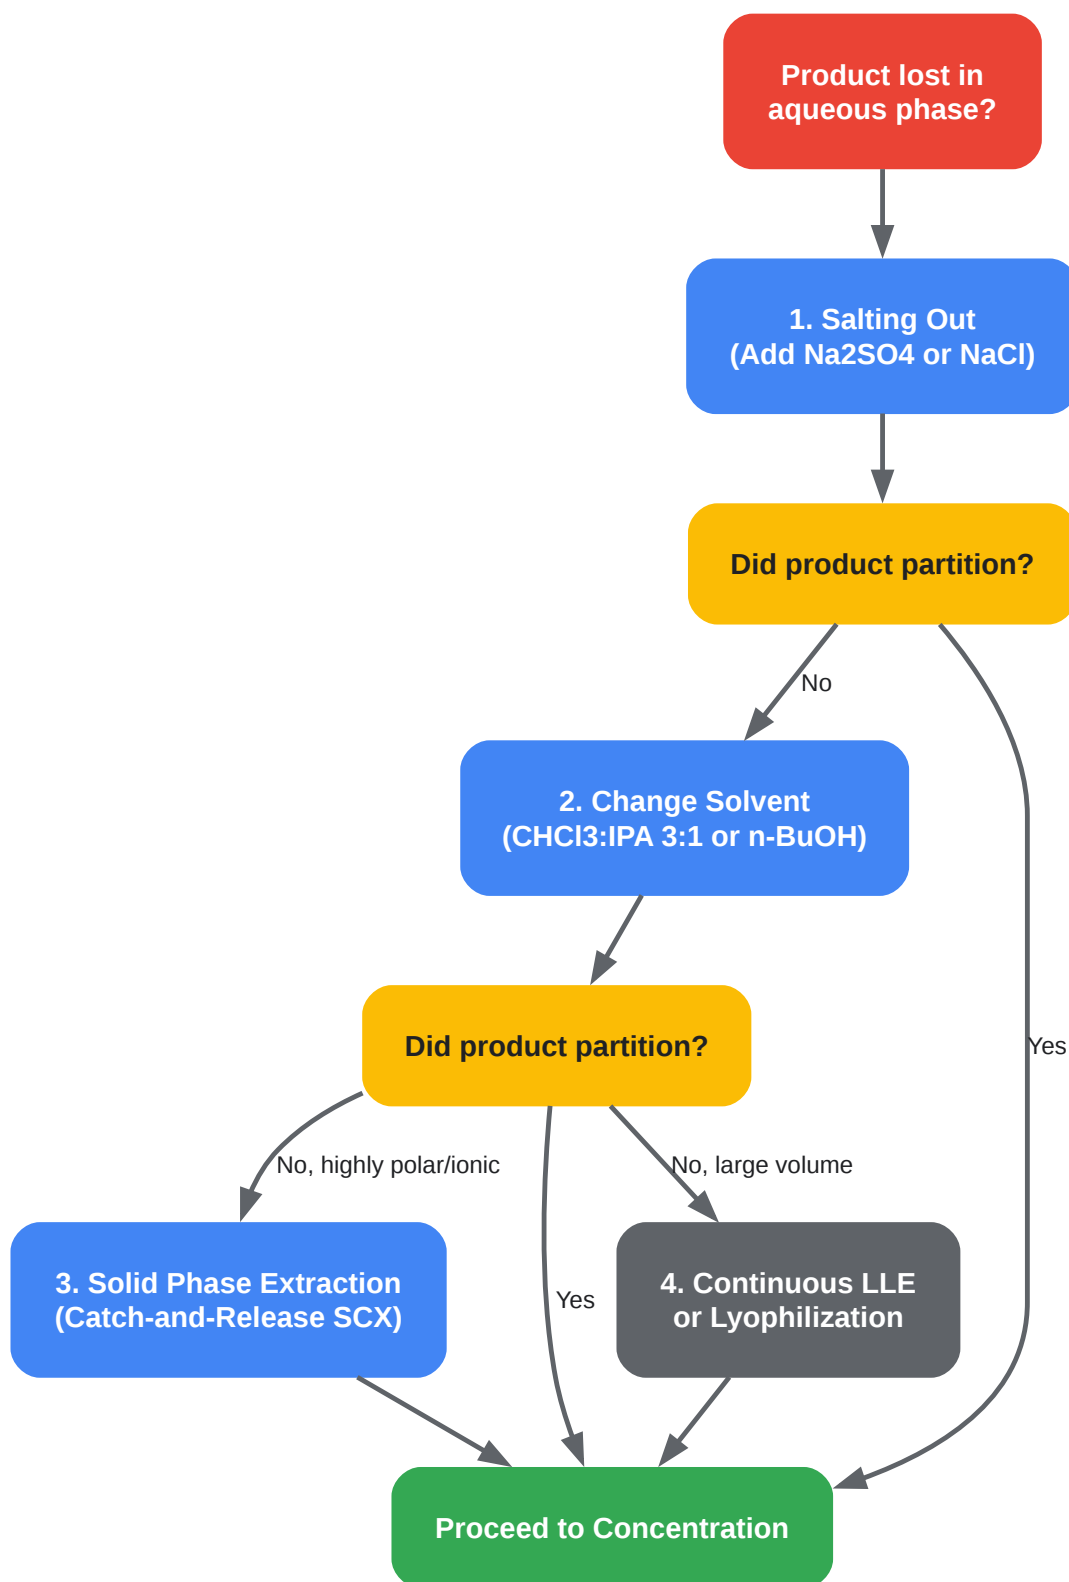 Product lost in
aqueous phase?
1. Salting Out
(Add Na2SO4 or NaCl)
Did product partition?
No
2. Change Solvent
(CHCl3:IPA 3:1 or n-BuOH)
Did product partition?
Yes
No, highly polar/ionic
No, large volume
3. Solid Phase Extraction
(Catch-and-Release SCX)
Yes
4. Continuous LLE
or Lyophilization
Proceed to Concentration